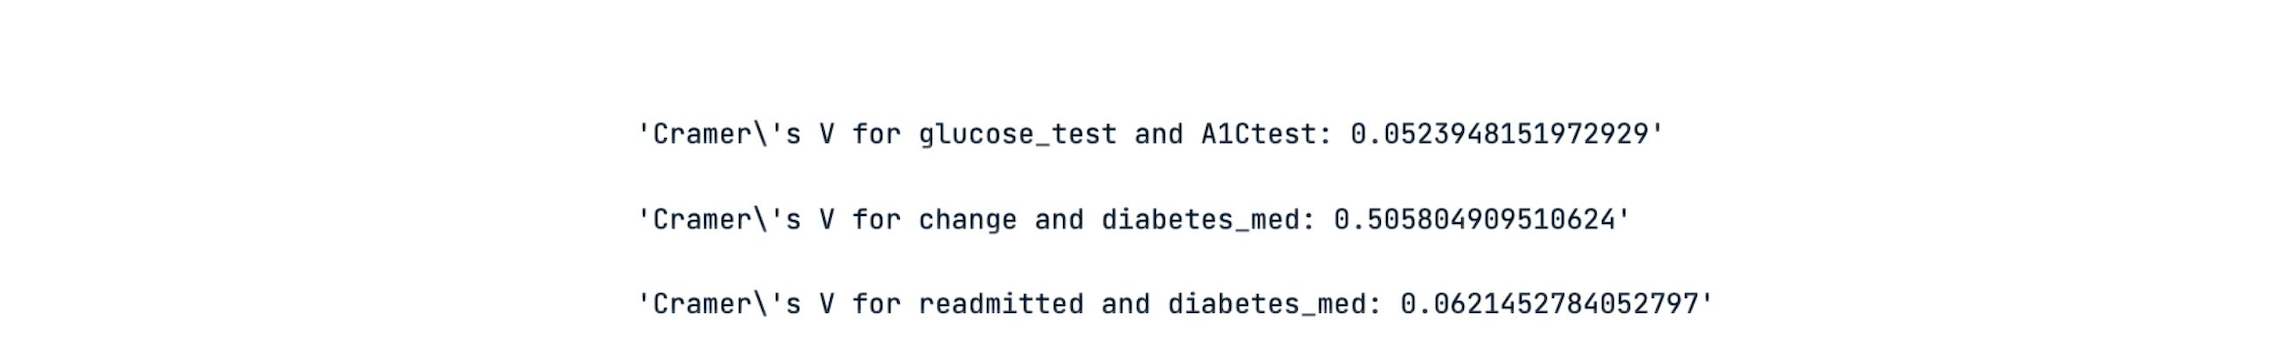 'Cramer\'s V for glucose_test and A1Ctest: 0.0523948151972929'
'Cramer\'s V for change and diabetes_med: 0.505804909510624'
'Cramer\'s V for readmitted and diabetes_med: 0.0621452784052797'